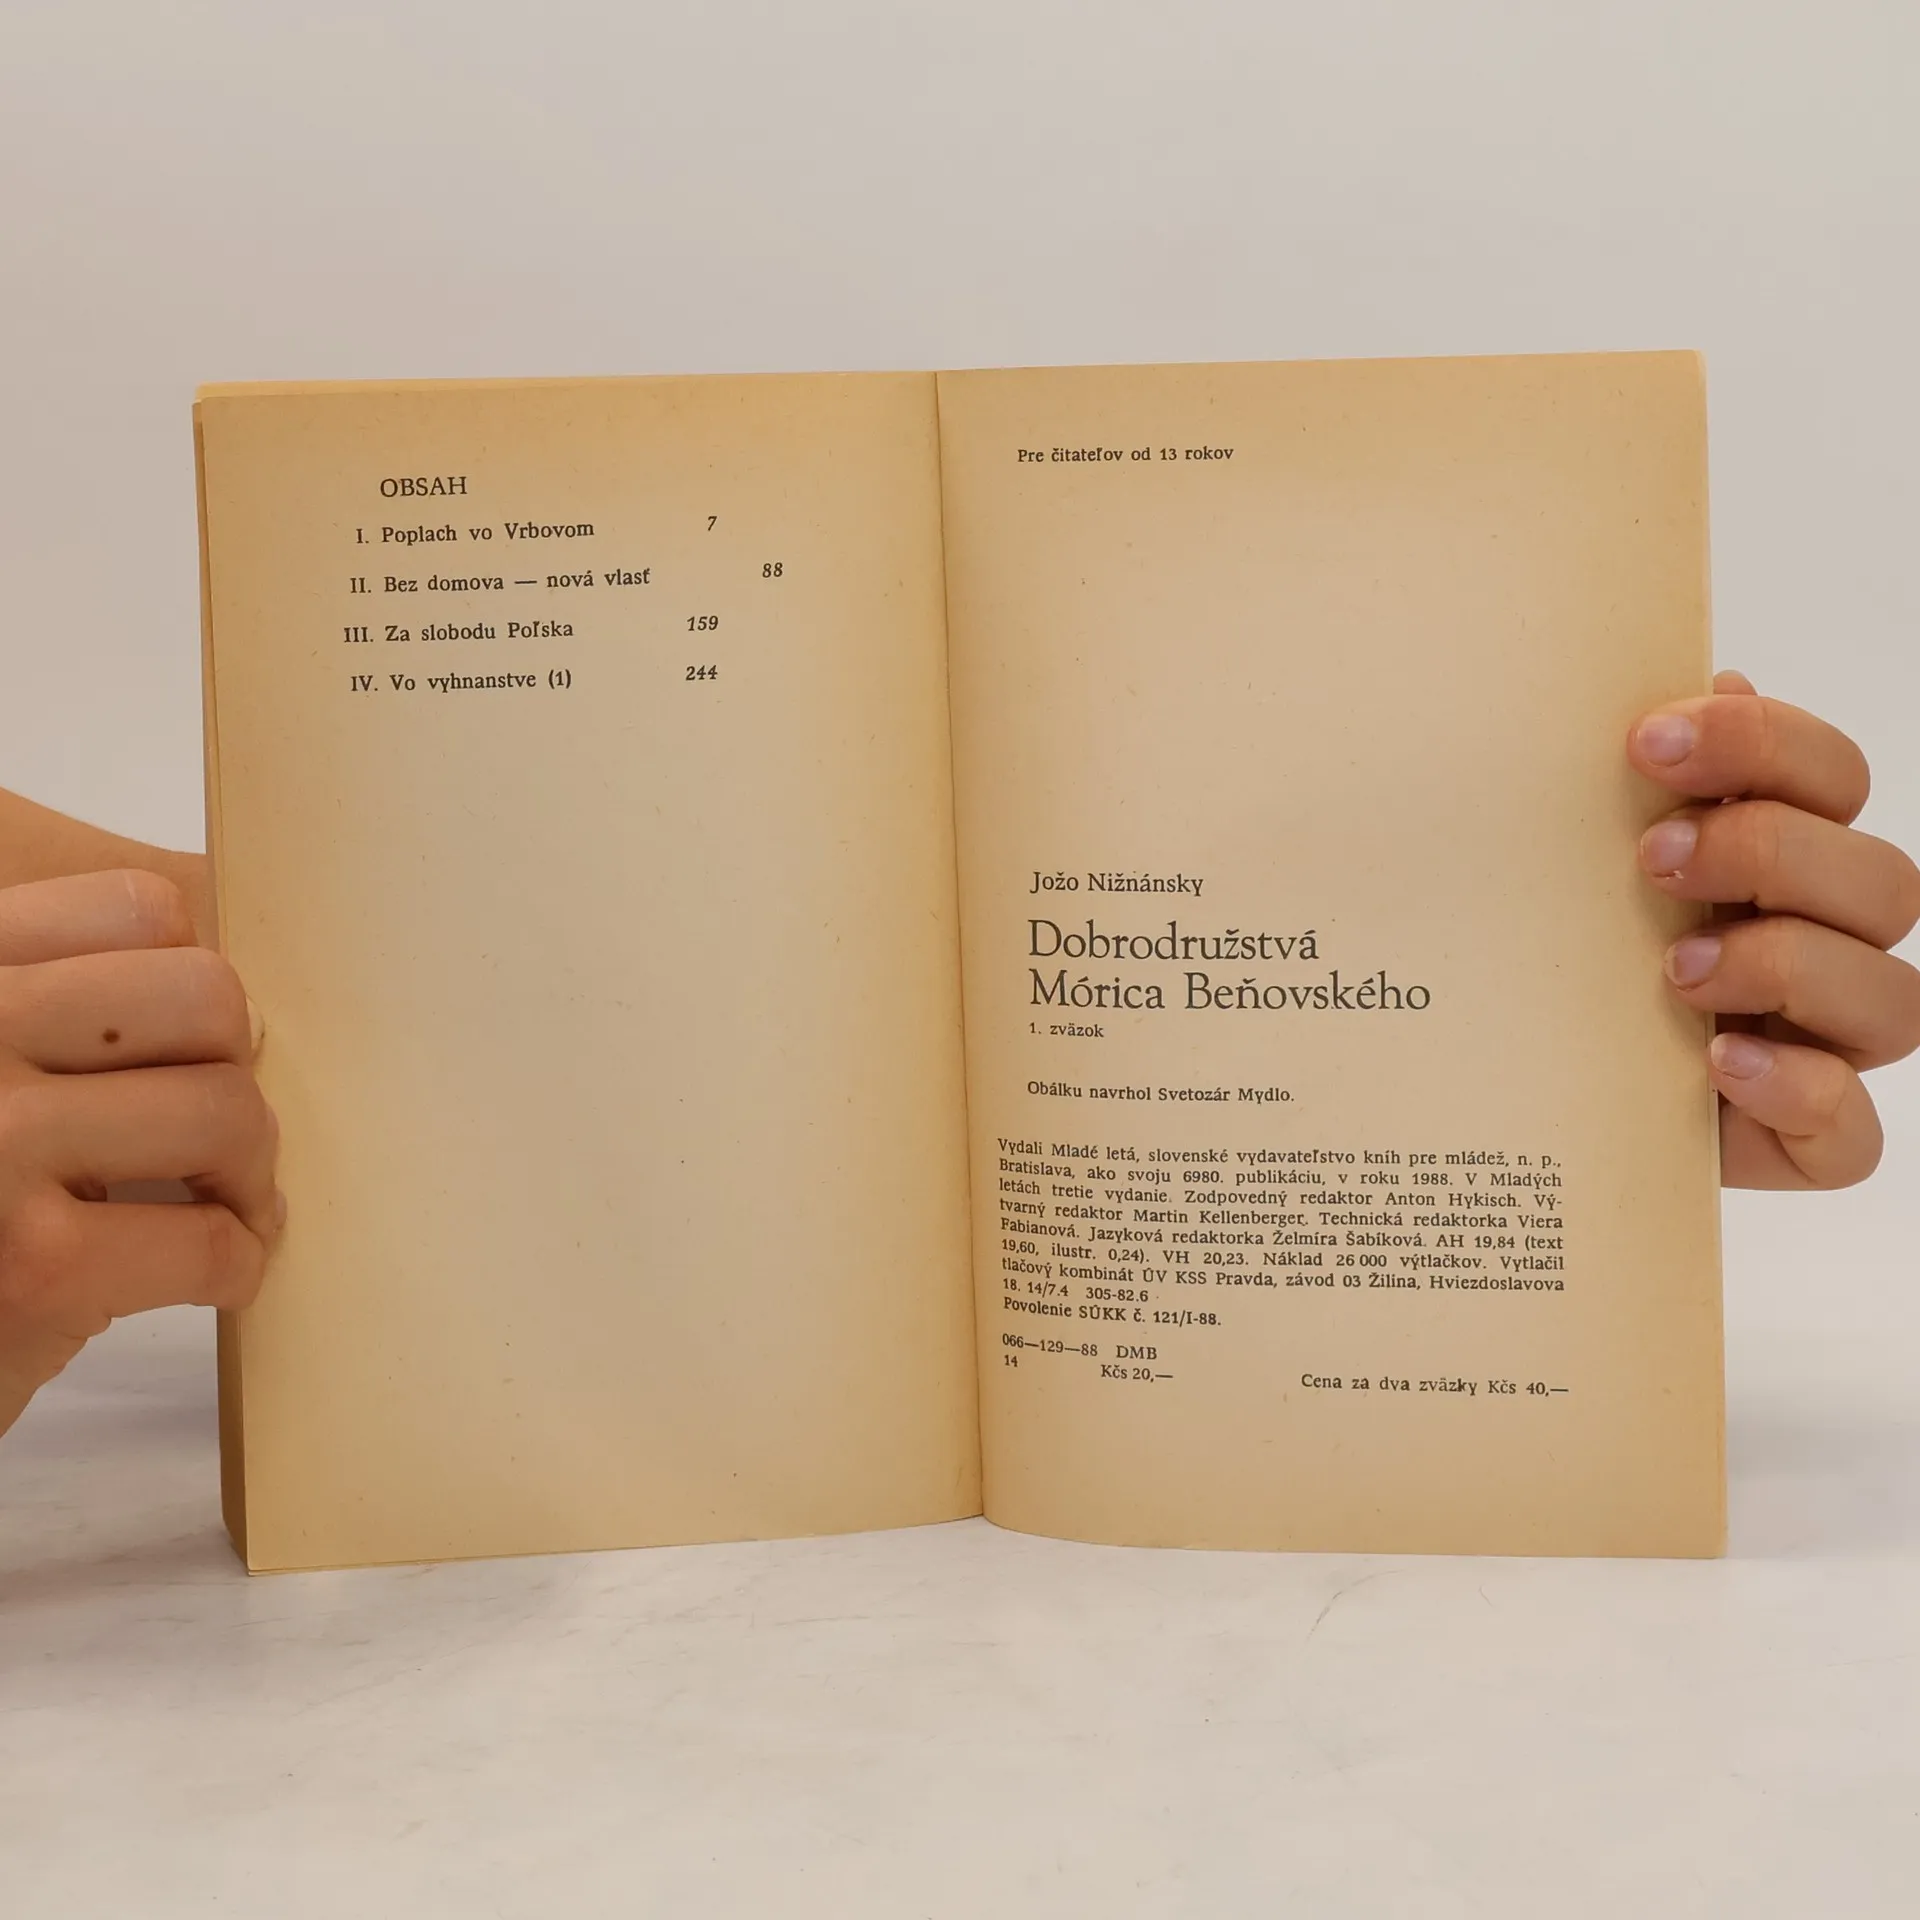 OBSAH
I. Poplach vo Vrbovom 7
II. Bez domova — nová vlasť 88
III. Za slobodu Poľska 159
IV. Vo vyhnanstve (1) 244
Pre čitateľov od 13 rokov
Jožo Nižnánsky
Dobrodružstvá
Mórica Beňovského
1. zväzok
Obálku navrhol Svetozár Mydlo.
Vydali Mladé letá, slovenské vydavateľstvo kníh pre mládež, n. p.,
Bratislava, ako svoju 6980. publikáciu, v roku 1988. V Mladých
letách tretie vydanie. Zodpovedný redaktor Anton Hykisch. Vý-
tvarný redaktor Martin Kellenberger. Technická redaktorka Viera
Fabianová. Jazyková redaktorka Želmíra Šabíková. AH 19,84 (text
19,60, ilustr. 0,24). VH 20,23. Náklad 26 000 výtlačkov. Vytlačil
tlačový kombinát ÚV KSS Pravda, závod 03 Žilina, Hviezdoslavova
18. 14/7.4 305-82.6
Povolenie SÚKK č. 121/I-88.
066—129—88 DMB
14 Kčs 20,—
Cena za dva zväzky Kčs 40,—